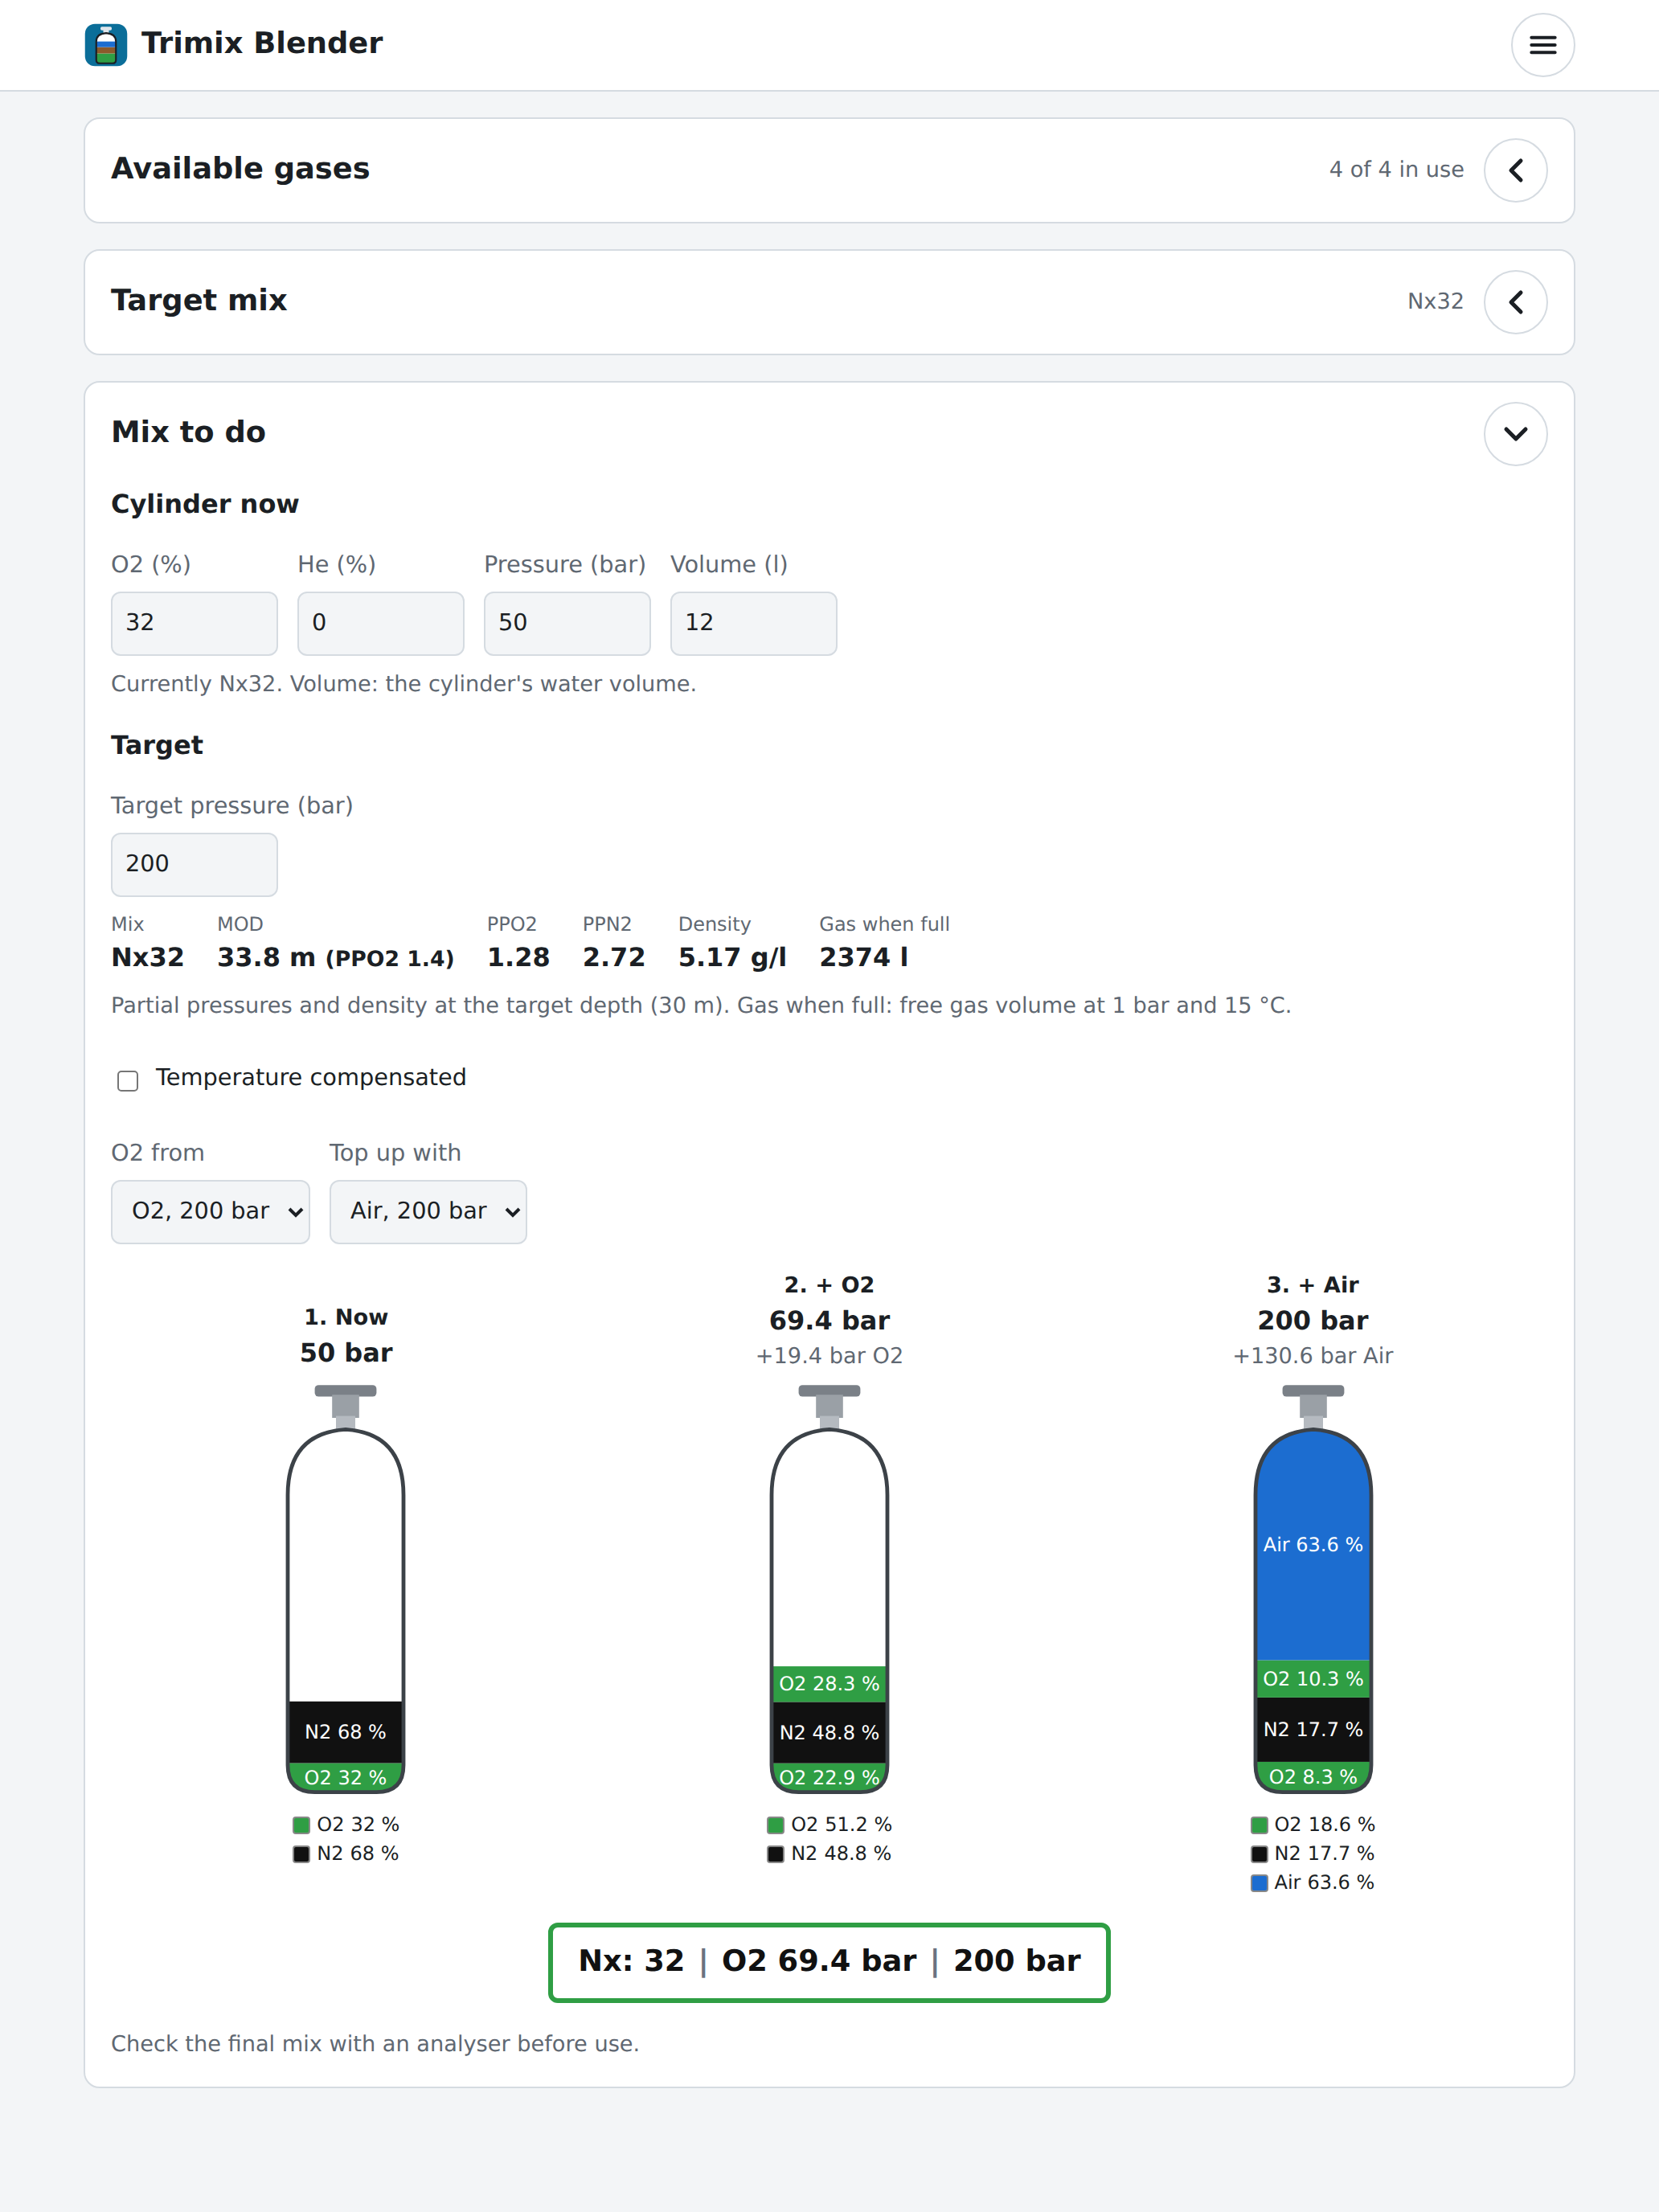 Trimix Blender
Available gases
4 of 4 in use
Target mix
Nx32
Mix to do
Cylinder now
O2 (%) He (%) Pressure (bar) Volume (l)
32 0 50 12
Currently Nx32. Volume: the cylinder's water volume.
Target
Target pressure (bar)
200
Mix MOD PPO2 PPN2 Density Gas when full
Nx32 33.8 m (PPO2 1.4) 1.28 2.72 5.17 g/l 2374 l
Partial pressures and density at the target depth (30 m). Gas when full: free gas volume at 1 bar and 15 °C.
Temperature compensated
O2 from Top up with
O2, 200 bar Air, 200 bar
1. Now
50 bar
N2 68 %
O2 32 %
O2 32 %
N2 68 %
2. + O2
69.4 bar
+19.4 bar O2
O2 28.3 %
N2 48.8 %
O2 22.9 %
O2 51.2 %
N2 48.8 %
3. + Air
200 bar
+130.6 bar Air
Air 63.6 %
O2 10.3 %
N2 17.7 %
O2 8.3 %
O2 18.6 %
N2 17.7 %
Air 63.6 %
Nx: 32 | O2 69.4 bar | 200 bar
Check the final mix with an analyser before use.